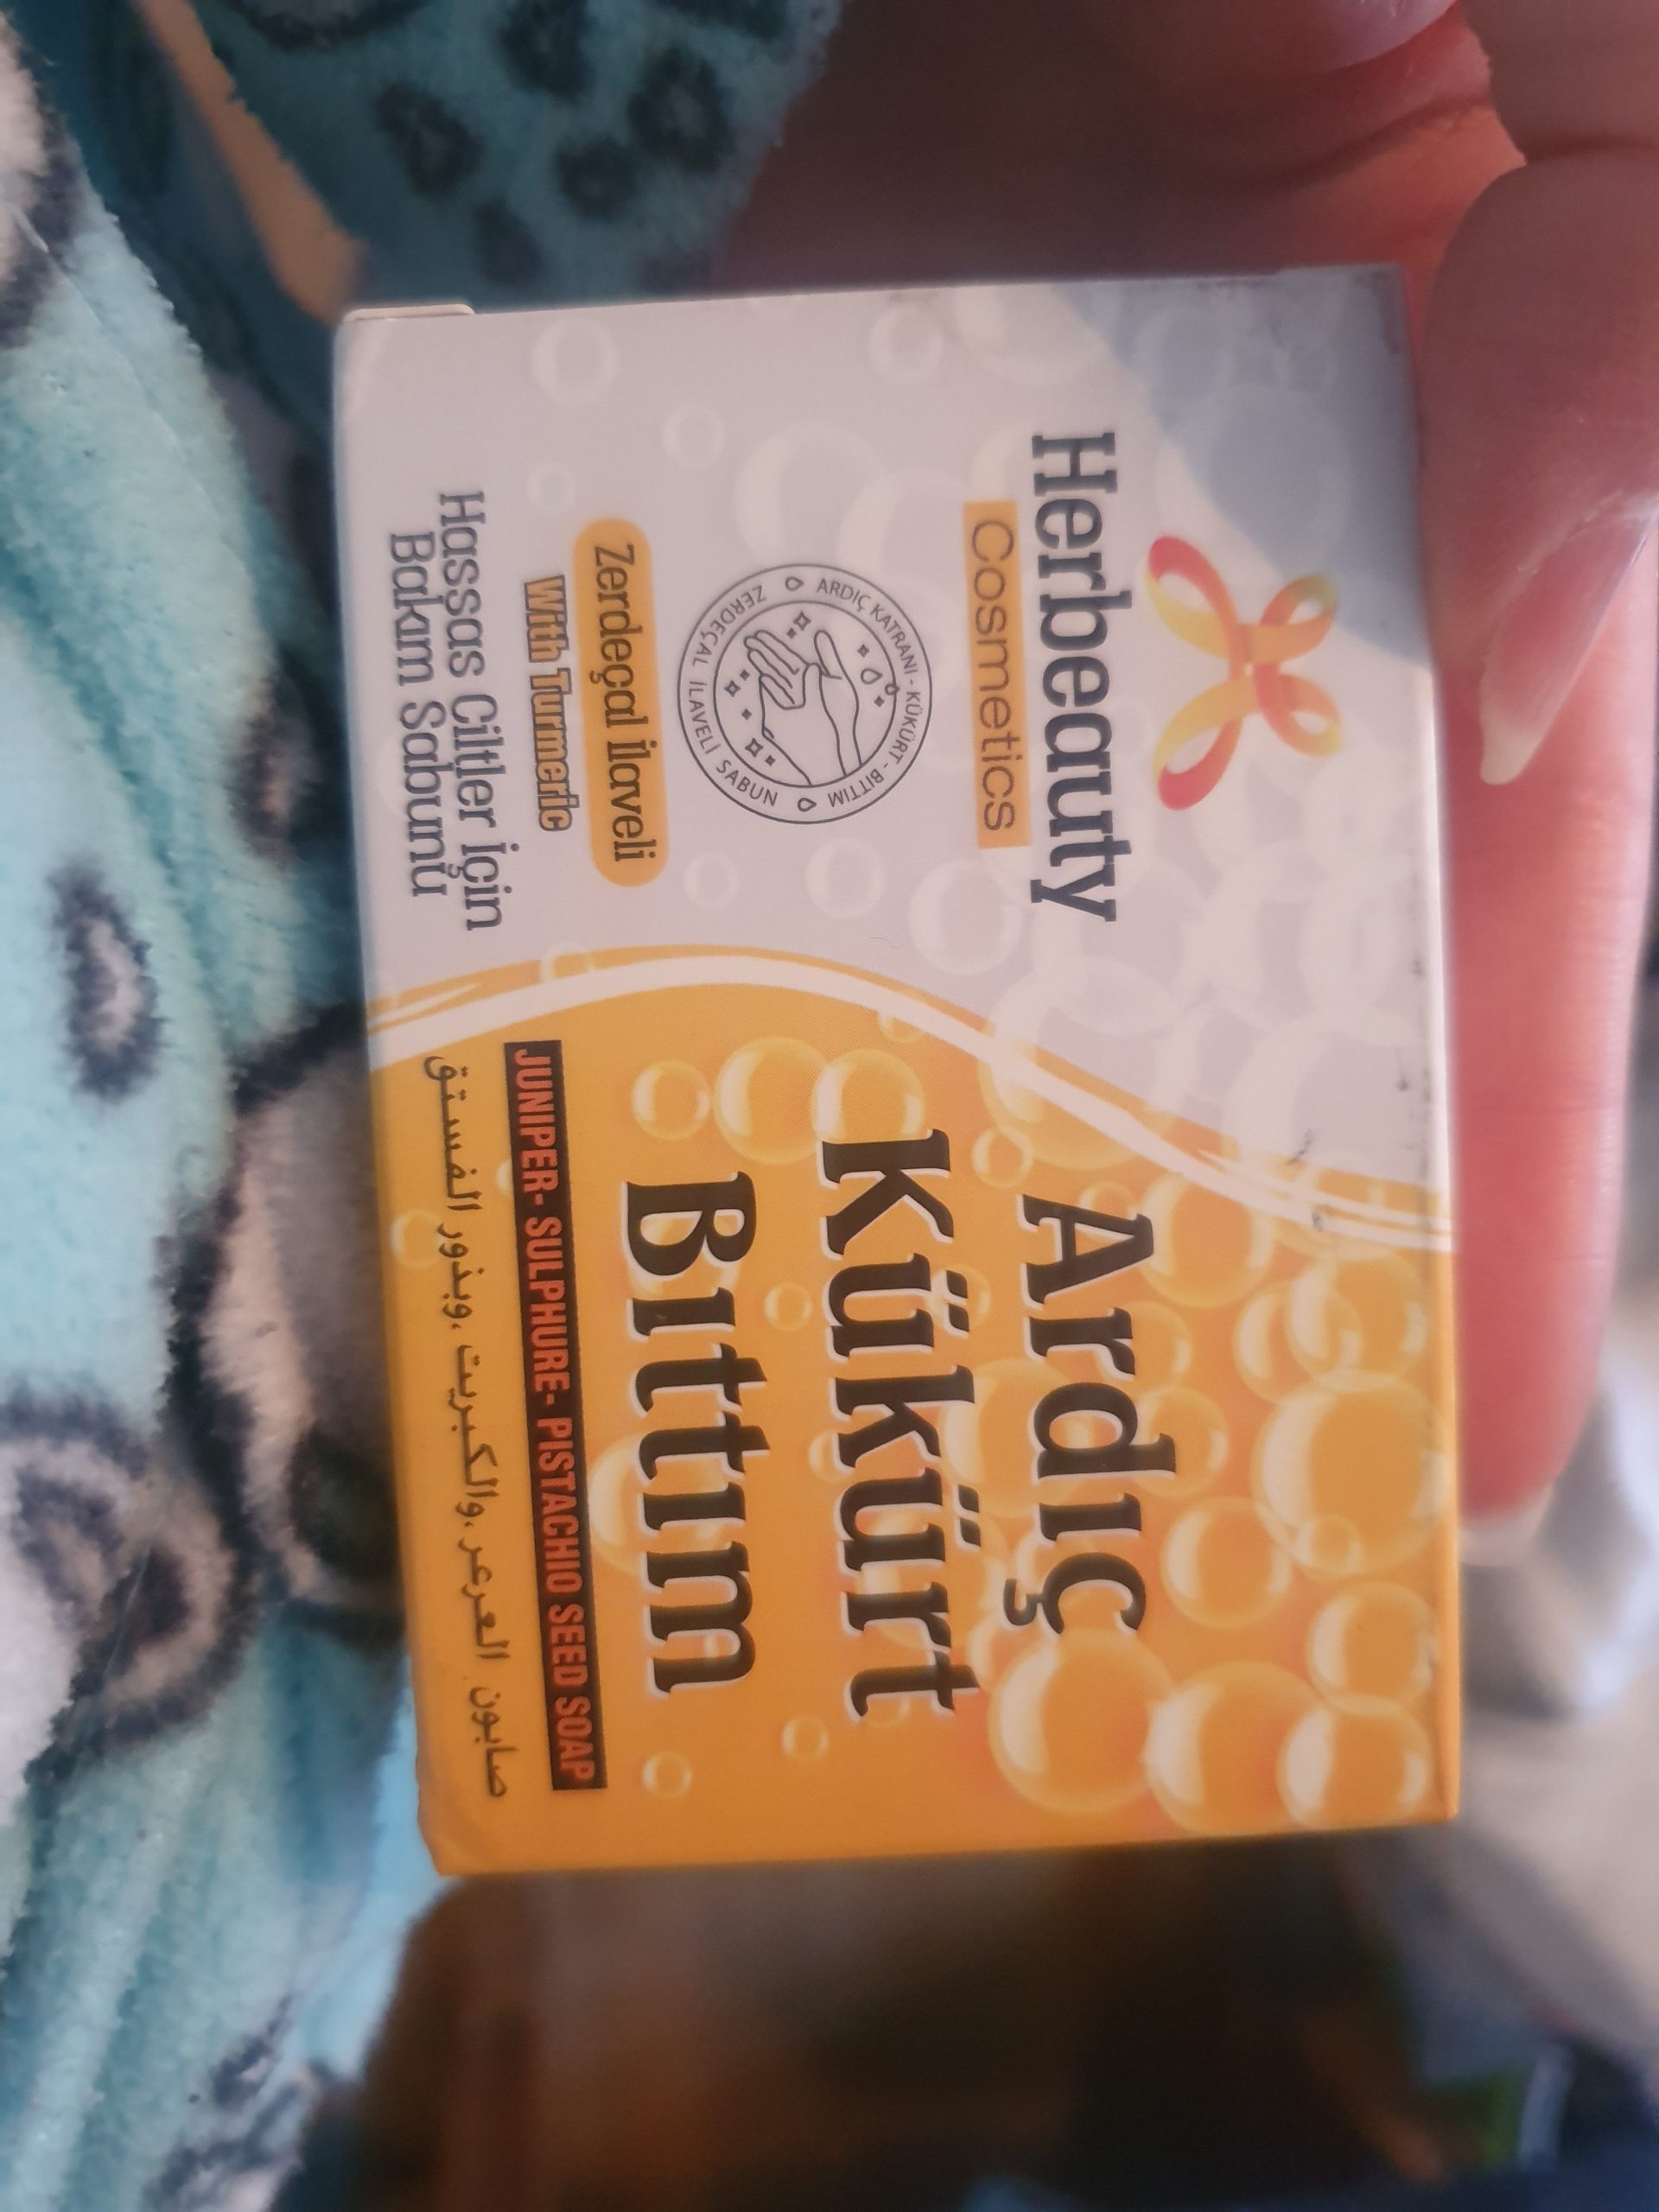 Herbeauty
Cosmetics
ARDIÇ KATRANI - KÜKÜRT - BITTIM
ZERDEÇAL İLAVELİ SABUN
Zerdeçal İlaveli
With Turmeric
Hassas Ciltler İçin
Bakım Sabunu
Ardıç
Kükürt
Bıttım
JUNIPER- SULPHURE- PISTACHIO SEED SOAP
صابون العرعر ،والكبريت ،وبذور الفستق